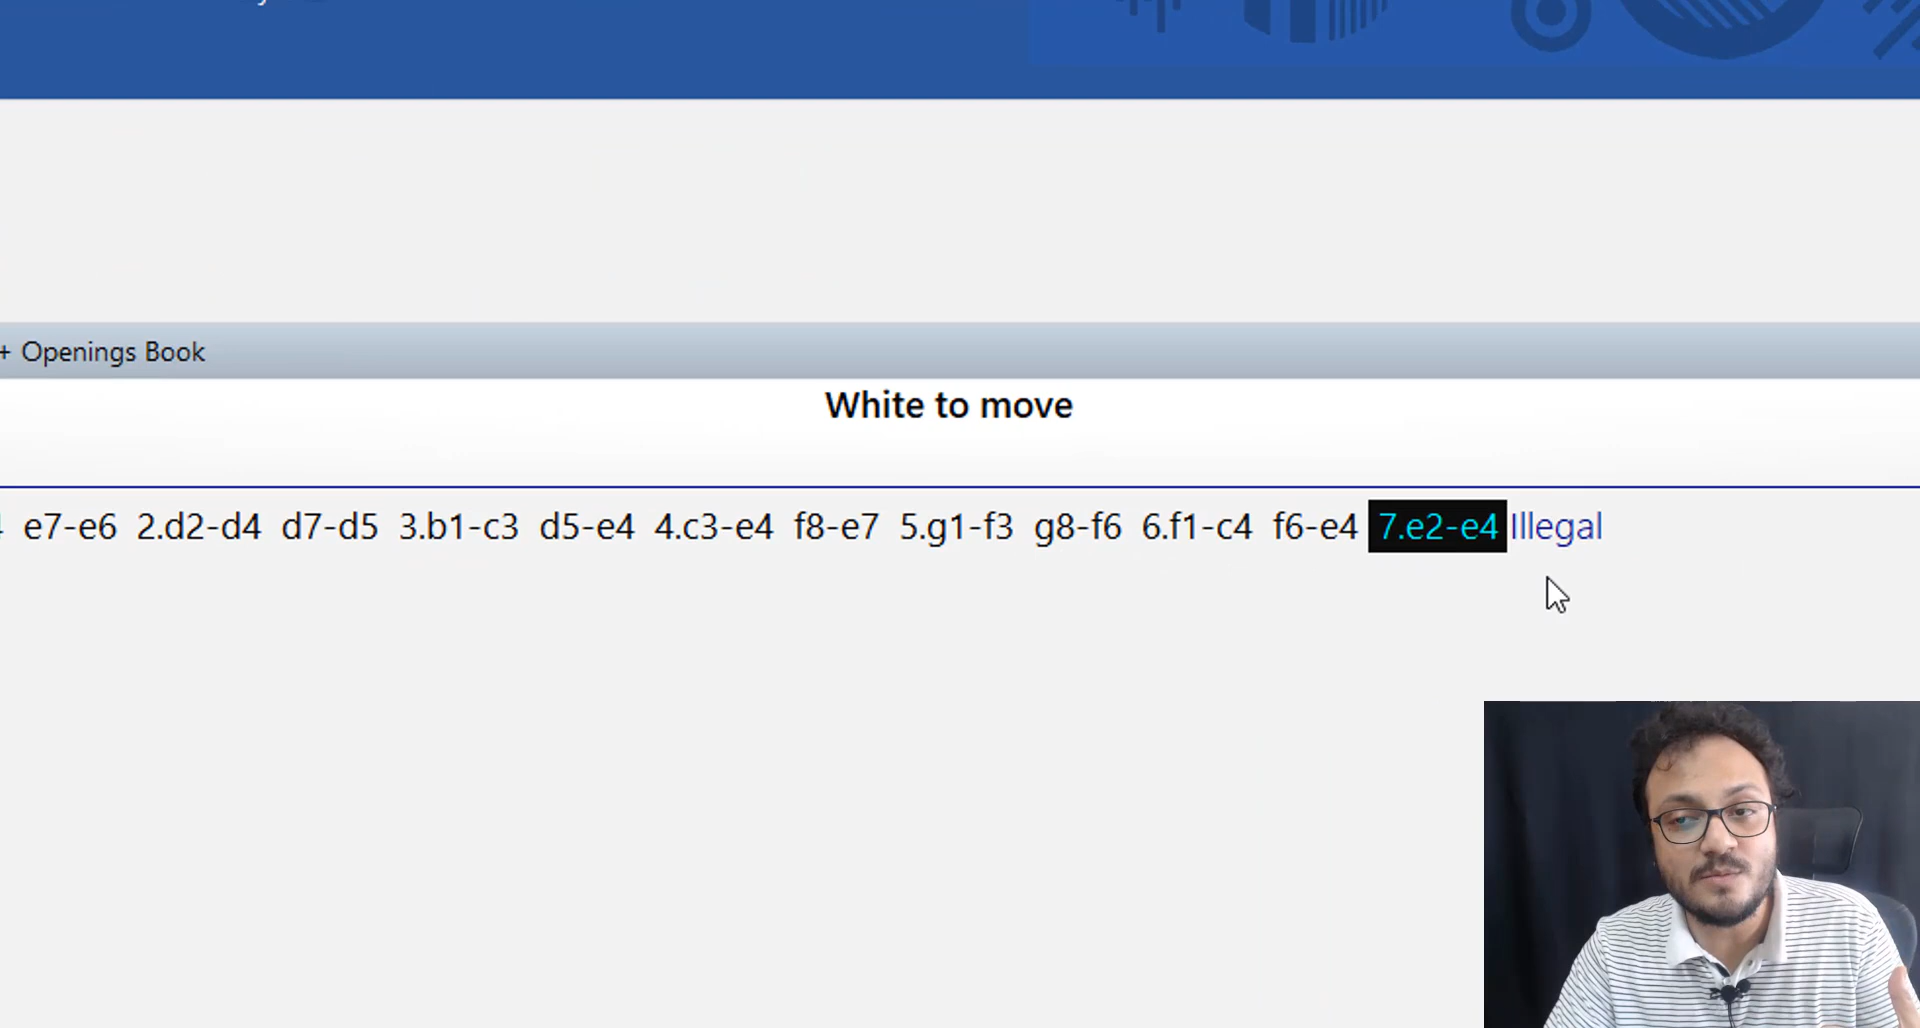 + Openings Book
White to move
e7-e6 2.d2-d4 d7-d5 3.b1-c3 d5-e4 4.c3-e4 f8-e7 5.g1-f3 g8-f6 6.f1-c4 f6-e4 7.e2-e4 Illegal